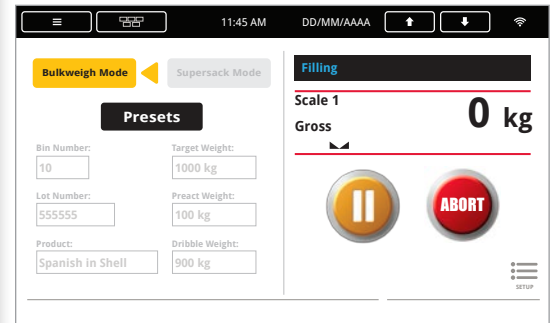 11:45 AM DD/MM/AAAA
Bulkweigh Mode Supersack Mode
Presets
Bin Number: Target Weight:
10 1000 kg
Lot Number: Preact Weight:
555555 100 kg
Product: Dribble Weight:
Spanish in Shell 900 kg
Filling
Scale 1
Gross 0 kg
ABORT
SETUP